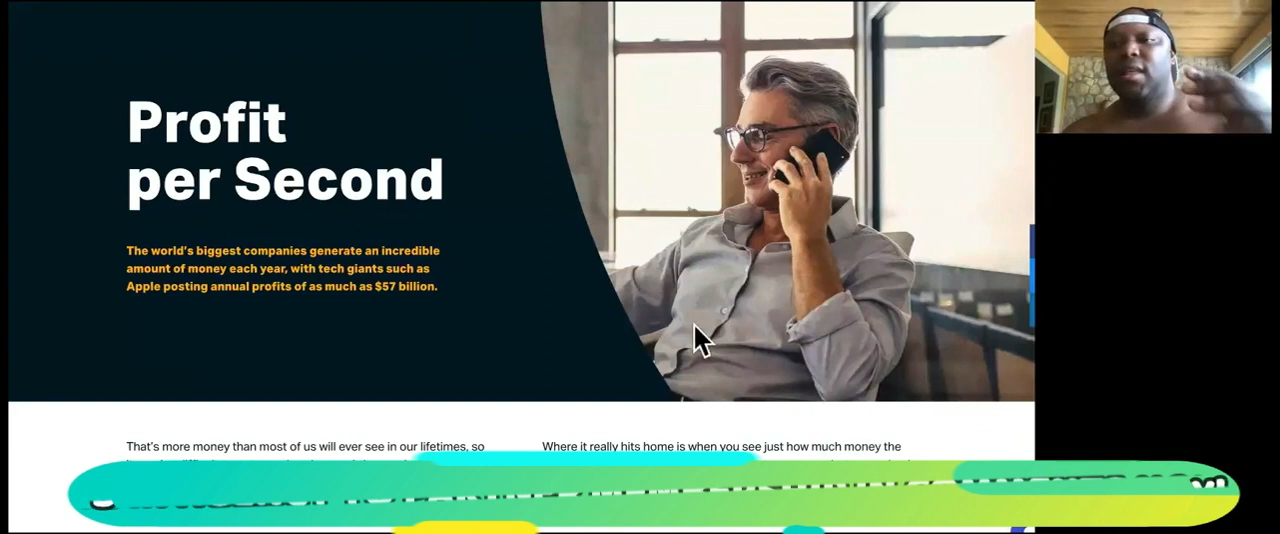 Profit
per Second
The world's biggest companies generate an incredible
amount of money each year, with tech giants such as
Apple posting annual profits of as much as $57 billion.
That's more money than most of us will ever see in our lifetimes, so
Where it really hits home is when you see just how much money the